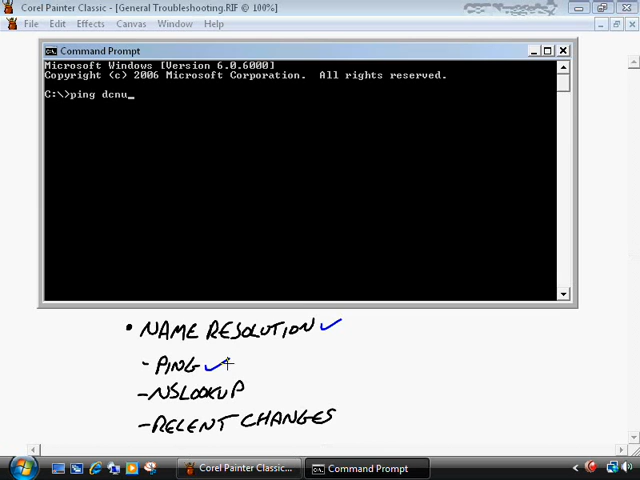 Corel Painter Classic - [General Troubleshooting.RIF @ 100%]
File Edit Effects Canvas Window Help
Command Prompt
Microsoft Windows [Version 6.0.6000]
Copyright (c) 2006 Microsoft Corporation. All rights reserved.
C:\>ping dcnu_
• NAME RESOLUTION ✓
- PING ✓
- NSLOOKUP
- RECENT CHANGES
Corel Painter Classic... Command Prompt